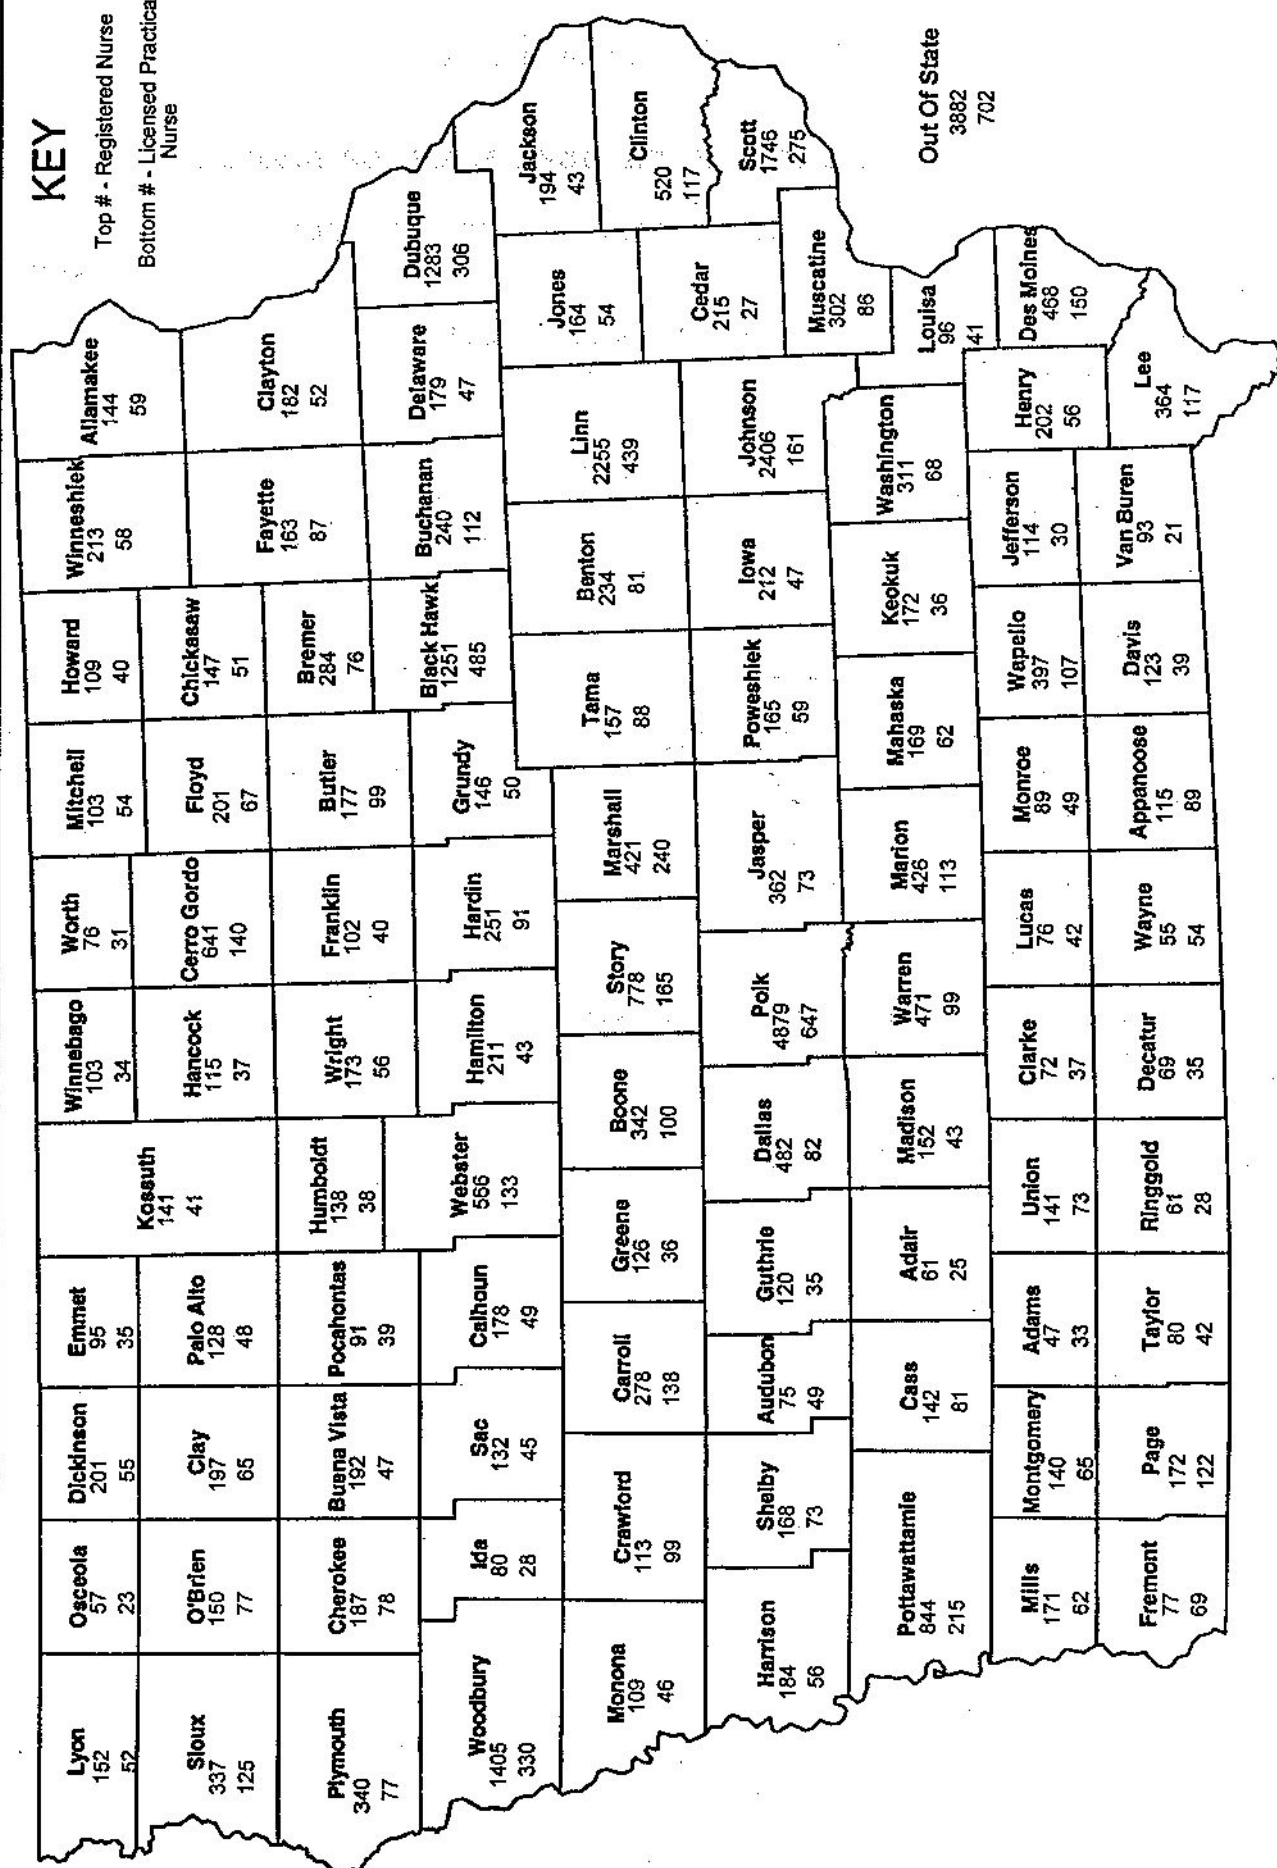 KEY
Top # - Registered Nurse
Bottom # - Licensed Practica
Nurse
Lyon
152
52
Osceola
57
23
Dickinson
201
55
Emmet
95
35
Kossuth
141
41
Winnebago
103
34
Worth
76
31
Mitchell
103
54
Howard
109
40
Winneshiek
213
58
Allamakee
144
59
Sioux
337
125
O'Brien
150
77
Clay
197
65
Palo Alto
128
48
Hancock
115
37
Cerro Gordo
641
140
Floyd
201
67
Chickasaw
147
51
Fayette
163
87
Clayton
182
52
Plymouth
340
77
Cherokee
187
78
Buena Vista
192
47
Pocahontas
91
39
Humboldt
138
38
Wright
173
56
Franklin
102
40
Butler
177
99
Bremer
284
76
Woodbury
1405
330
Ida
80
28
Sac
132
45
Calhoun
178
49
Webster
566
133
Hamilton
211
43
Hardin
251
91
Grundy
146
50
Black Hawk
1251
485
Buchanan
240
112
Delaware
179
47
Dubuque
1283
306
Monona
109
46
Crawford
113
99
Carroll
278
138
Greene
126
36
Boone
342
100
Story
778
165
Marshall
421
240
Tama
157
88
Benton
234
81
Linn
2255
439
Jones
164
54
Jackson
194
43
Clinton
520
117
Harrison
184
56
Shelby
168
73
Audubon
75
49
Guthrie
120
35
Dallas
482
82
Polk
4879
647
Jasper
362
73
Poweshiek
165
59
Iowa
212
47
Johnson
2406
161
Cedar
215
27
Scott
1746
275
Muscatine
302
86
Pottawattamie
844
215
Cass
142
81
Adair
61
25
Madison
152
43
Warren
471
99
Marion
426
113
Mahaska
169
62
Keokuk
172
36
Washington
311
68
Louisa
96
41
Mills
171
62
Montgomery
140
65
Adams
47
33
Union
141
73
Clarke
72
37
Lucas
76
42
Monroe
89
49
Wapello
397
107
Jefferson
114
30
Henry
202
56
Des Moines
468
150
Fremont
77
69
Page
172
122
Taylor
80
42
Ringgold
61
28
Decatur
69
35
Wayne
55
54
Appanoose
115
89
Davis
123
39
Van Buren
93
21
Lee
364
117
Out Of State
3882
702